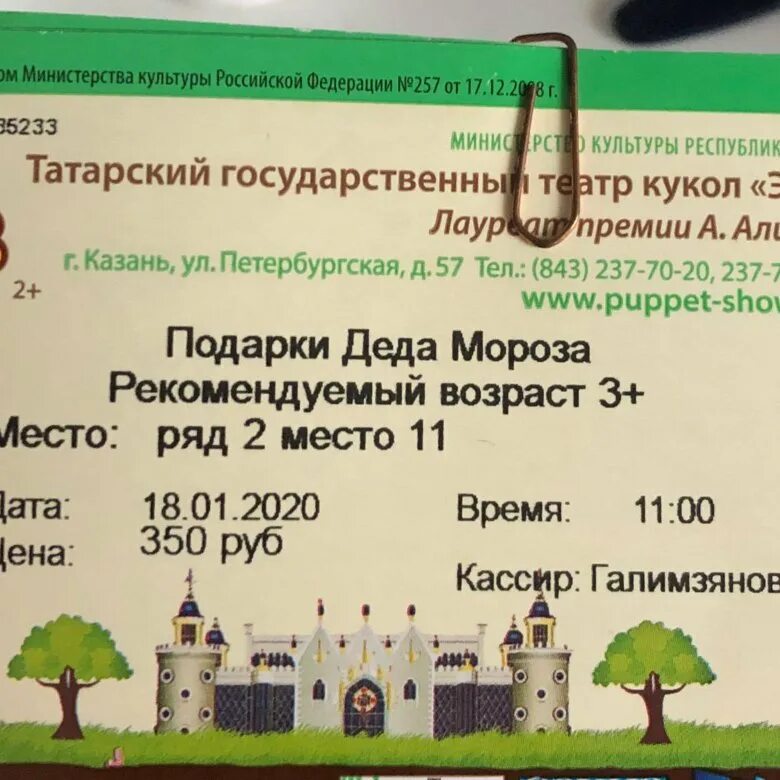 ом Министерства культуры Российской Федерации №257 от 17.12.2008 г.
35233
МИНИСТЕРСТВО КУЛЬТУРЫ РЕСПУБЛИК
Татарский государственный театр кукол «Э
Лауреат премии А. Али
г. Казань, ул. Петербургская, д.57 Тел.: (843) 237-70-20, 237-7
2+
www.puppet-show
Подарки Деда Мороза
Рекомендуемый возраст 3+
Место: ряд 2 место 11
Дата: 18.01.2020 Время: 11:00
Цена: 350 руб
Кассир: Галимзянов